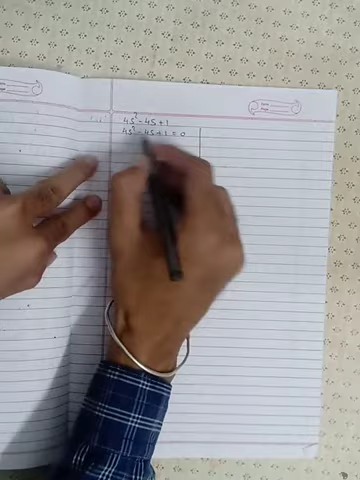 4s² - 4s + 1
4s² - 4s + 1 = 0